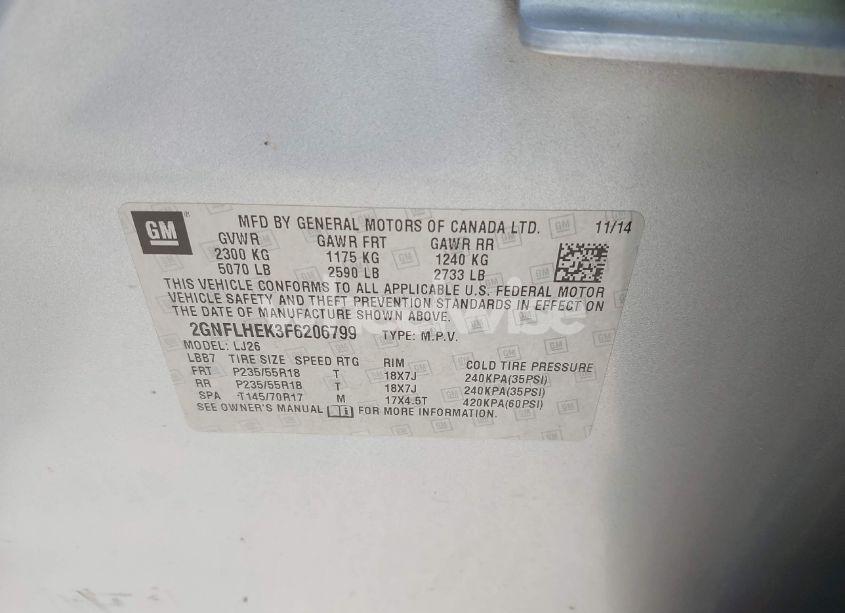 GM ® MFD BY GENERAL MOTORS OF CANADA LTD. 11/14
GVWR GAWR FRT GAWR RR
2300 KG 1175 KG 1240 KG
5070 LB 2590 LB 2733 LB
THIS VEHICLE CONFORMS TO ALL APPLICABLE U.S. FEDERAL MOTOR
VEHICLE SAFETY AND THEFT PREVENTION STANDARDS IN EFFECT ON
THE DATE OF MANUFACTURE SHOWN ABOVE.
2GNFLHEK3F6206799 TYPE: M.P.V.
MODEL: LJ26
LBB7 TIRE SIZE SPEED RTG RIM COLD TIRE PRESSURE
FRT P235/55R18 T 18X7J 240KPA(35PSI)
RR P235/55R18 T 18X7J 240KPA(35PSI)
SPA T145/70R17 M 17X4.5T 420KPA(60PSI)
SEE OWNER'S MANUAL FOR MORE INFORMATION.